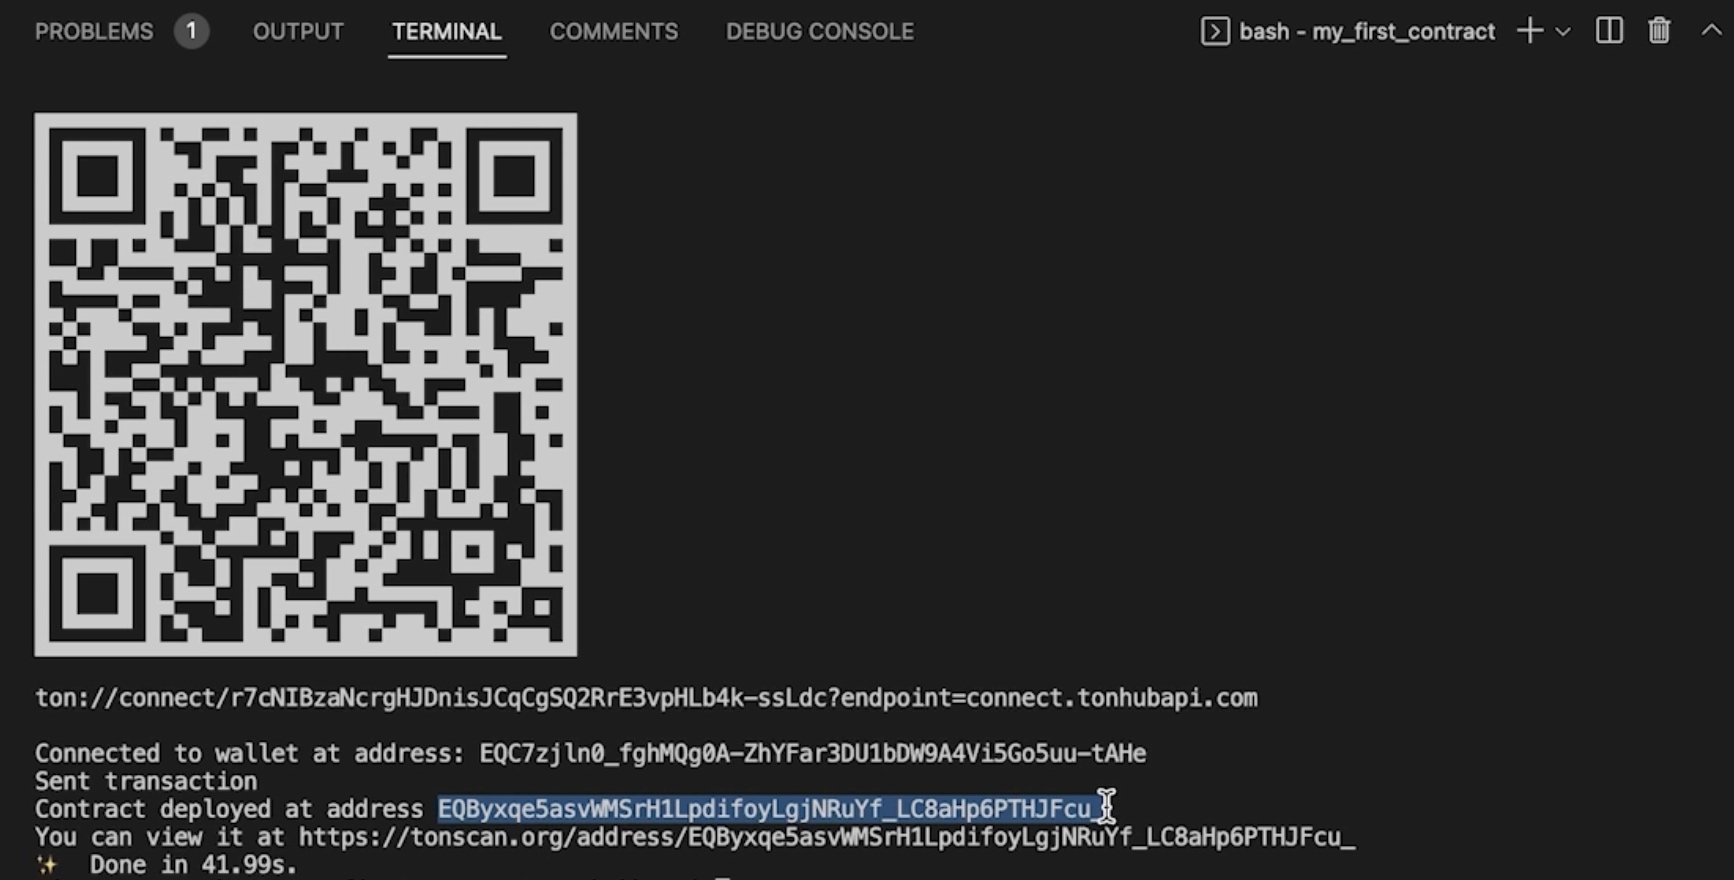 PROBLEMS 1 OUTPUT TERMINAL COMMENTS DEBUG CONSOLE bash - my_first_contract
ton://connect/r7cNIBzaNcrgHJDnisJCqCgSQ2RrE3vpHLb4k-ssLdc?endpoint=connect.tonhubapi.com
Connected to wallet at address: EQC7zjln0_fghMQg0A-ZhYFar3DU1bDW9A4Vi5Go5uu-tAHe
Sent transaction
Contract deployed at address EQByxqe5asvWMSrH1LpdifoyLgjNRuYf_LC8aHp6PTHJFcu_
You can view it at https://tonscan.org/address/EQByxqe5asvWMSrH1LpdifoyLgjNRuYf_LC8aHp6PTHJFcu_
✨ Done in 41.99s.